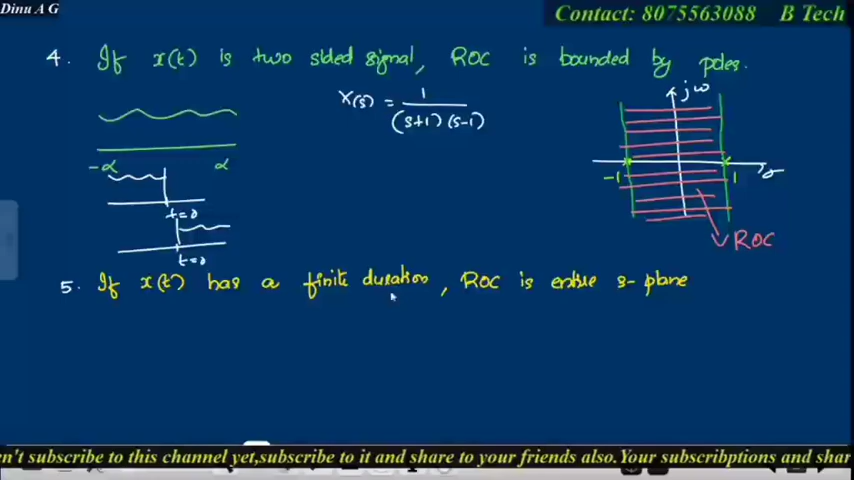 Dinu A G
Contact: 8075563088 B Tech
4. If x(t) is two sided signal, ROC is bounded by poles.
X(s) = 1 / (s+1)(s-1)
jω
-α α
-1 1 σ
t=0
t=0
ROC
5. If x(t) has a finite duration, ROC is entire s-plane
n't subscribe to this channel yet,subscribe to it and share to your friends also.Your subscribptions and shar